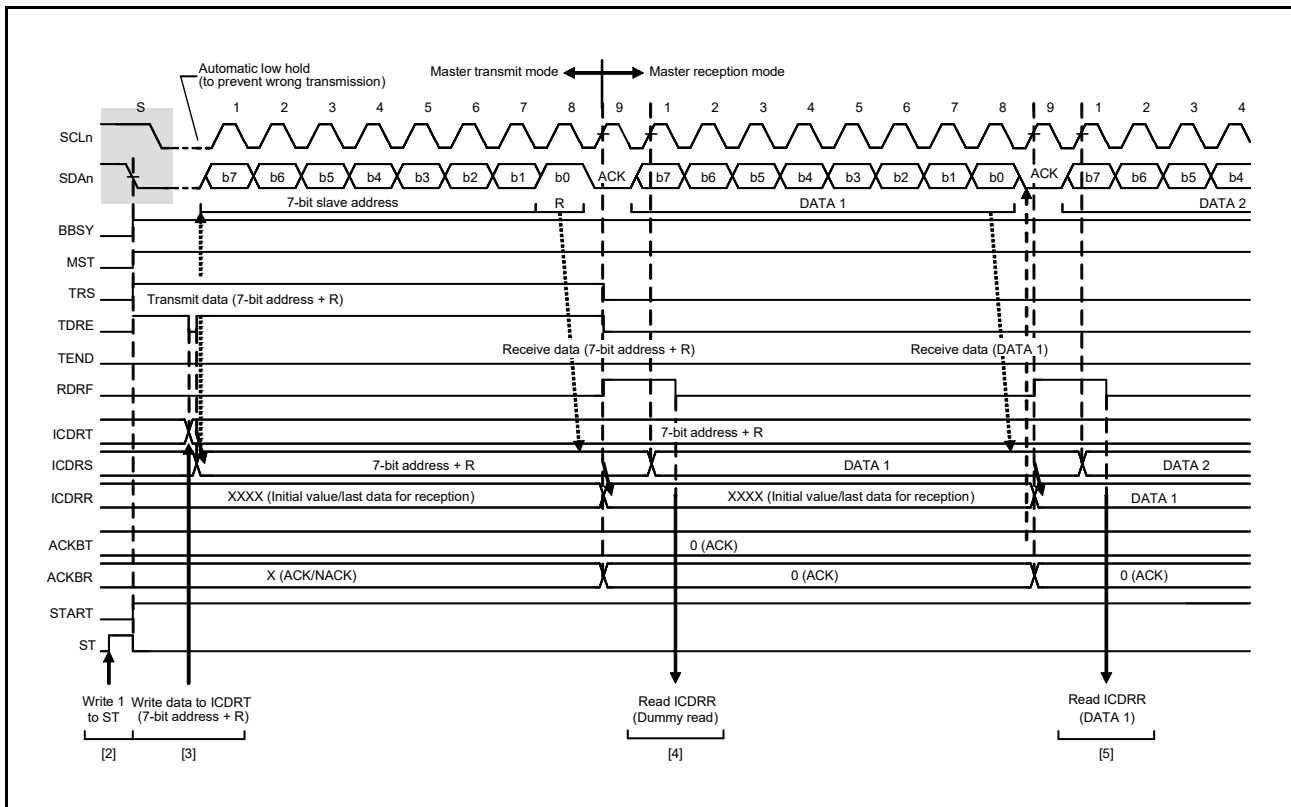 Automatic low hold
(to prevent wrong transmission)
Master transmit mode
Master reception mode
S 1 2 3 4 5 6 7 8 9 1 2 3 4 5 6 7 8 9 1 2 3 4
SCLn
SDAn b7 b6 b5 b4 b3 b2 b1 b0 ACK b7 b6 b5 b4 b3 b2 b1 b0 ACK b7 b6 b5 b4
7-bit slave address R DATA 1 DATA 2
BBSY
MST
TRS
Transmit data (7-bit address + R)
TDRE
Receive data (7-bit address + R) Receive data (DATA 1)
TEND
RDRF
ICDRT 7-bit address + R
ICDRS 7-bit address + R DATA 1 DATA 2
ICDRR XXXX (Initial value/last data for reception) XXXX (Initial value/last data for reception) DATA 1
ACKBT 0 (ACK)
ACKBR X (ACK/NACK) 0 (ACK) 0 (ACK)
START
ST
Write 1
to ST
Write data to ICDRT
(7-bit address + R)
Read ICDRR
(Dummy read)
Read ICDRR
(DATA 1)
[2] [3] [4] [5]